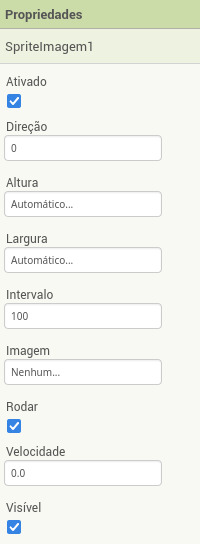 Propriedades
SpriteImagem1
Ativado
Direção
0
Altura
Automático...
Largura
Automático...
Intervalo
100
Imagem
Nenhum...
Rodar
Velocidade
0.0
Visível